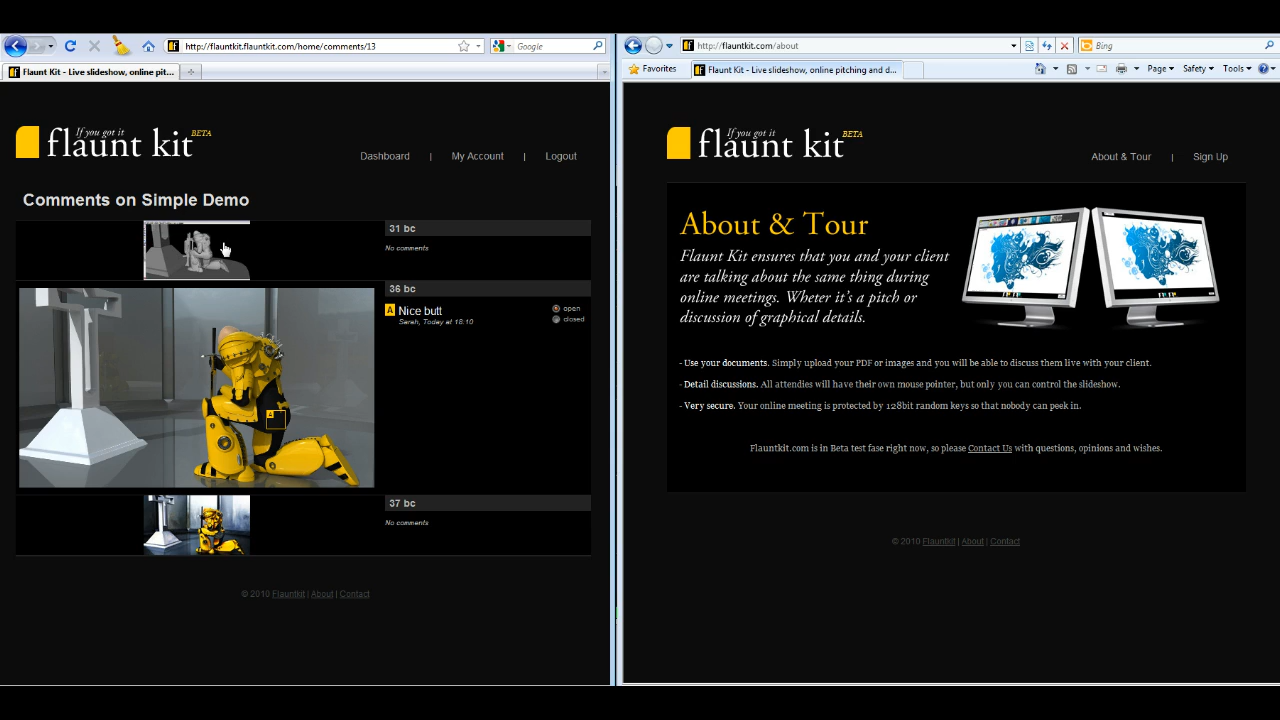 http://flauntkit.flauntkit.com/home/comments/13
Google
Flaunt Kit - Live slideshow, online pit...
If you got it
flaunt kit
BETA
Dashboard | My Account | Logout
Comments on Simple Demo
31 bc
No comments
36 bc
A Nice butt
Sarah, Today at 18:10
open
closed
A
37 bc
No comments
© 2010 Flauntkit | About | Contact
http://flauntkit.com/about
Bing
Favorites
Flaunt Kit - Live slideshow, online pitching and d...
Page
Safety
Tools
If you got it
flaunt kit
BETA
About & Tour | Sign Up
About & Tour
Flaunt Kit ensures that you and your client
are talking about the same thing during
online meetings. Wheter it's a pitch or
discussion of graphical details.
- Use your documents. Simply upload your PDF or images and you will be able to discuss them live with your client.
- Detail discussions. All attendies will have their own mouse pointer, but only you can control the slideshow.
- Very secure. Your online meeting is protected by 128bit random keys so that nobody can peek in.
Flauntkit.com is in Beta test fase right now, so please Contact Us with questions, opinions and wishes.
© 2010 Flauntkit | About | Contact